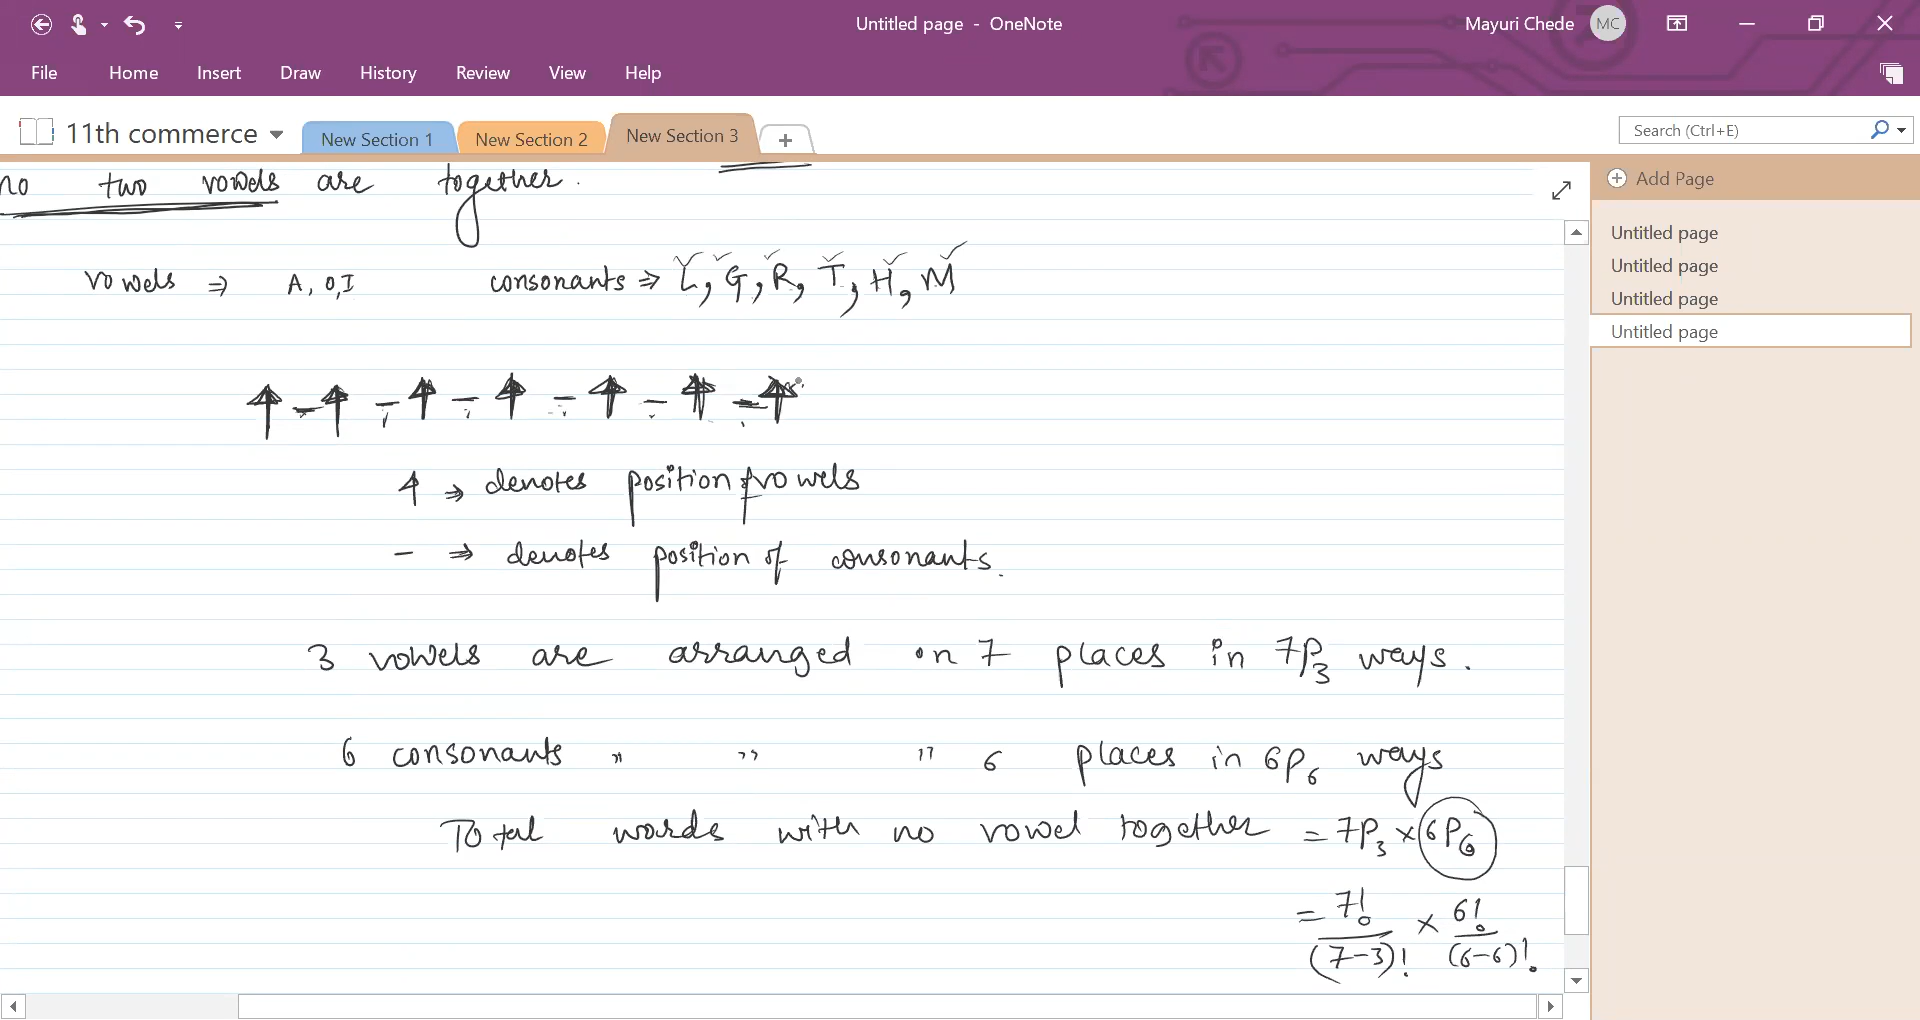 Untitled page - OneNote
Mayuri Chede MC
File Home Insert Draw History Review View Help
11th commerce New Section 1 New Section 2 New Section 3 +
Search (Ctrl+E)
Add Page
Untitled page
Untitled page
Untitled page
Untitled page
no two vowels are together.
vowels ⇒ A, O, I consonants ⇒ L, G, R, T, H, M
↑ - ↑ - ↑ - ↑ - ↑ - ↑ - ↑
↑ ⇒ denotes position of vowels
- ⇒ denotes position of consonants.
3 vowels are arranged on 7 places in 7P3 ways.
6 consonants " " " 6 places in 6P6 ways
Total words with no vowel together = 7P3 × 6P6
= 7!/(7-3)! × 6!/(6-6)!